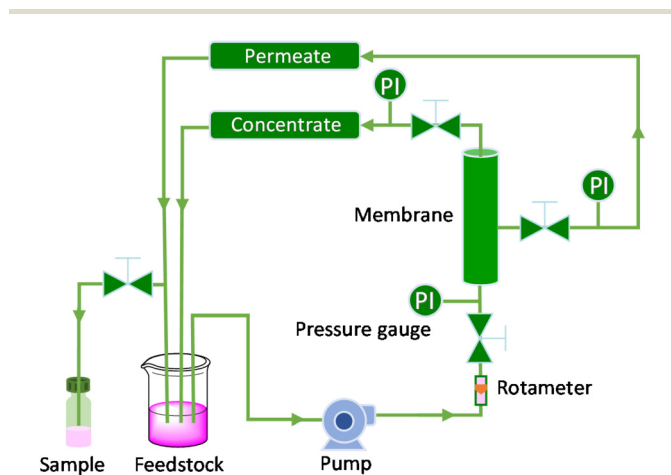 Permeate
PI
Concentrate
Membrane
PI
PI
Pressure gauge
Rotameter
Sample
Feedstock
Pump